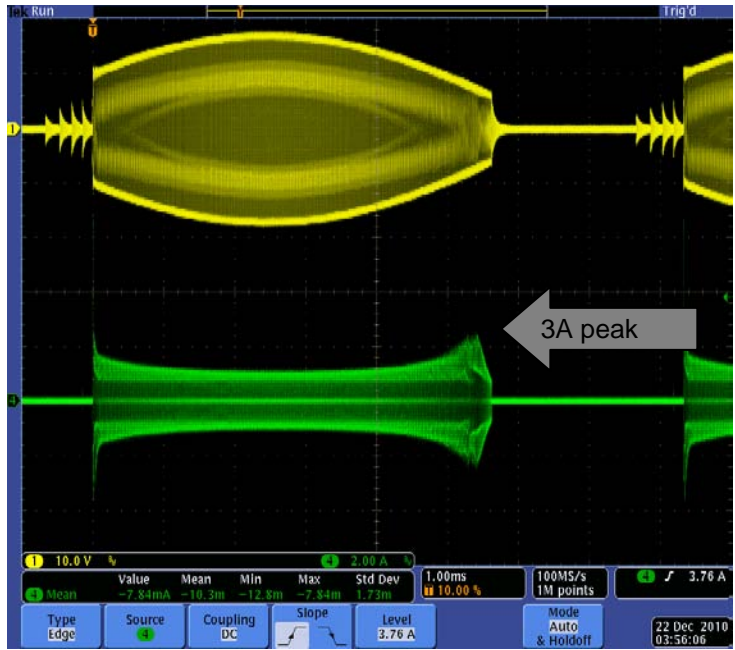 Tek Run Trig'd
1
3A peak
4
1 10.0 V 4 2.00 A
Value Mean Min Max Std Dev
4 Mean -7.84mA -10.3m -12.8m -7.84m 1.73m
1.00ms
10.00 %
100MS/s
1M points
4 3.76 A
Type
Edge
Source
4
Coupling
DC
Slope
Level
3.76 A
Mode
Auto
& Holdoff
22 Dec 2010
03:56:06